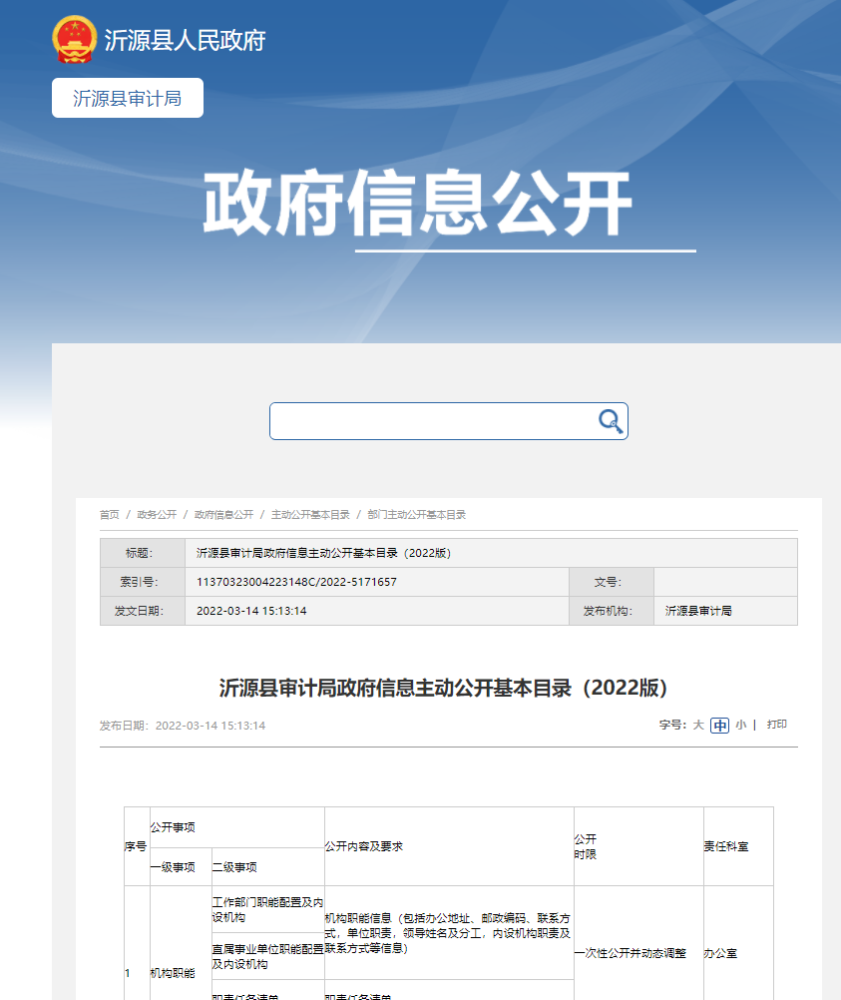 沂源县人民政府
沂源县审计局
政府信息公开
首页 / 政务公开 / 政府信息公开 / 主动公开基本目录 / 部门主动公开基本目录
标题: 沂源县审计局政府信息主动公开基本目录（2022版）
索引号: 11370323004223148C/2022-5171657 文号:
发文日期: 2022-03-14 15:13:14 发布机构: 沂源县审计局
沂源县审计局政府信息主动公开基本目录（2022版）
发布日期: 2022-03-14 15:13:14 字号: 大 中 小 | 打印
序号
公开事项
一级事项
二级事项
公开内容及要求
公开
时限
责任科室
1
机构职能
工作部门职能配置及内
设机构
直属事业单位职能配置
及内设机构
职责任务清单
机构职能信息（包括办公地址、邮政编码、联系方
式，单位职责，领导姓名及分工，内设机构职责及
联系方式等信息）
职责任务清单
一次性公开并动态调整
办公室